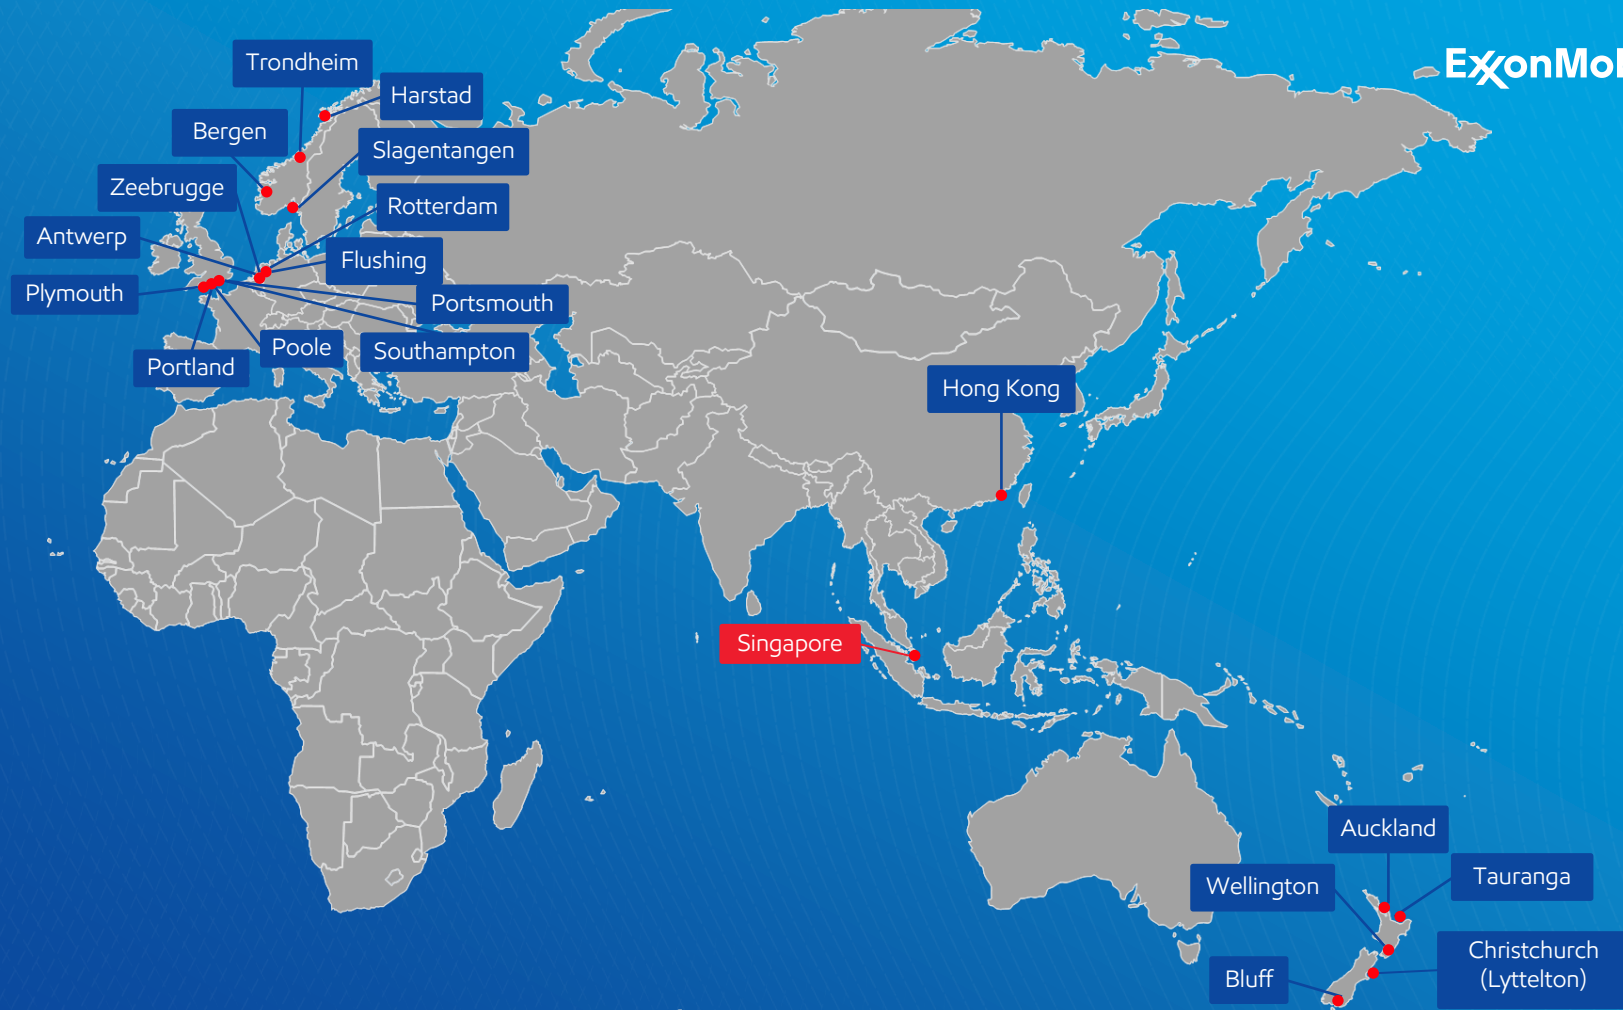 Trondheim
ExxonMob
Harstad
Bergen
Slagentangen
Zeebrugge
Rotterdam
Antwerp
Flushing
Plymouth
Portsmouth
Poole
Southampton
Portland
Hong Kong
Singapore
Auckland
Tauranga
Wellington
Christchurch
(Lyttelton)
Bluff